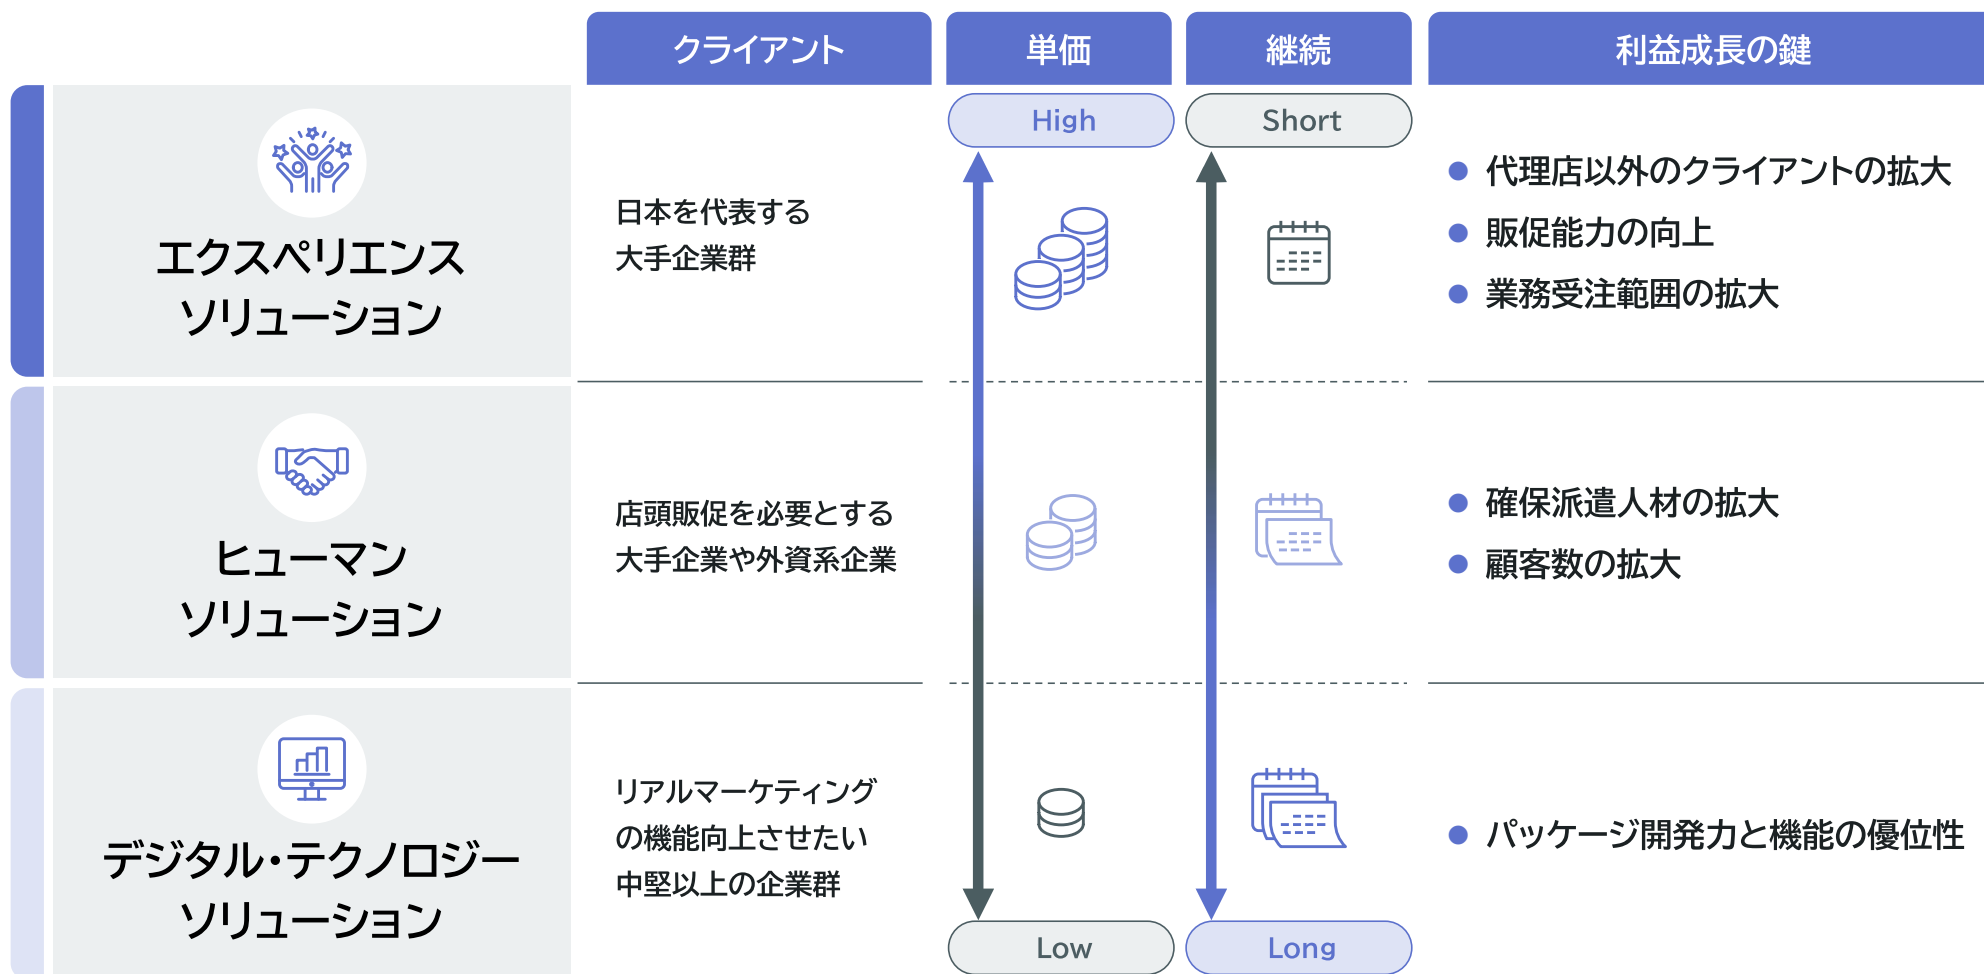 クライアント
単価
継続
利益成長の鍵
High
Short
エクスペリエンス
ソリューション
日本を代表する
大手企業群
代理店以外のクライアントの拡大
販促能力の向上
業務受注範囲の拡大
ヒューマン
ソリューション
店頭販促を必要とする
大手企業や外資系企業
確保派遣人材の拡大
顧客数の拡大
デジタル・テクノロジー
ソリューション
リアルマーケティング
の機能向上させたい
中堅以上の企業群
パッケージ開発力と機能の優位性
Low
Long